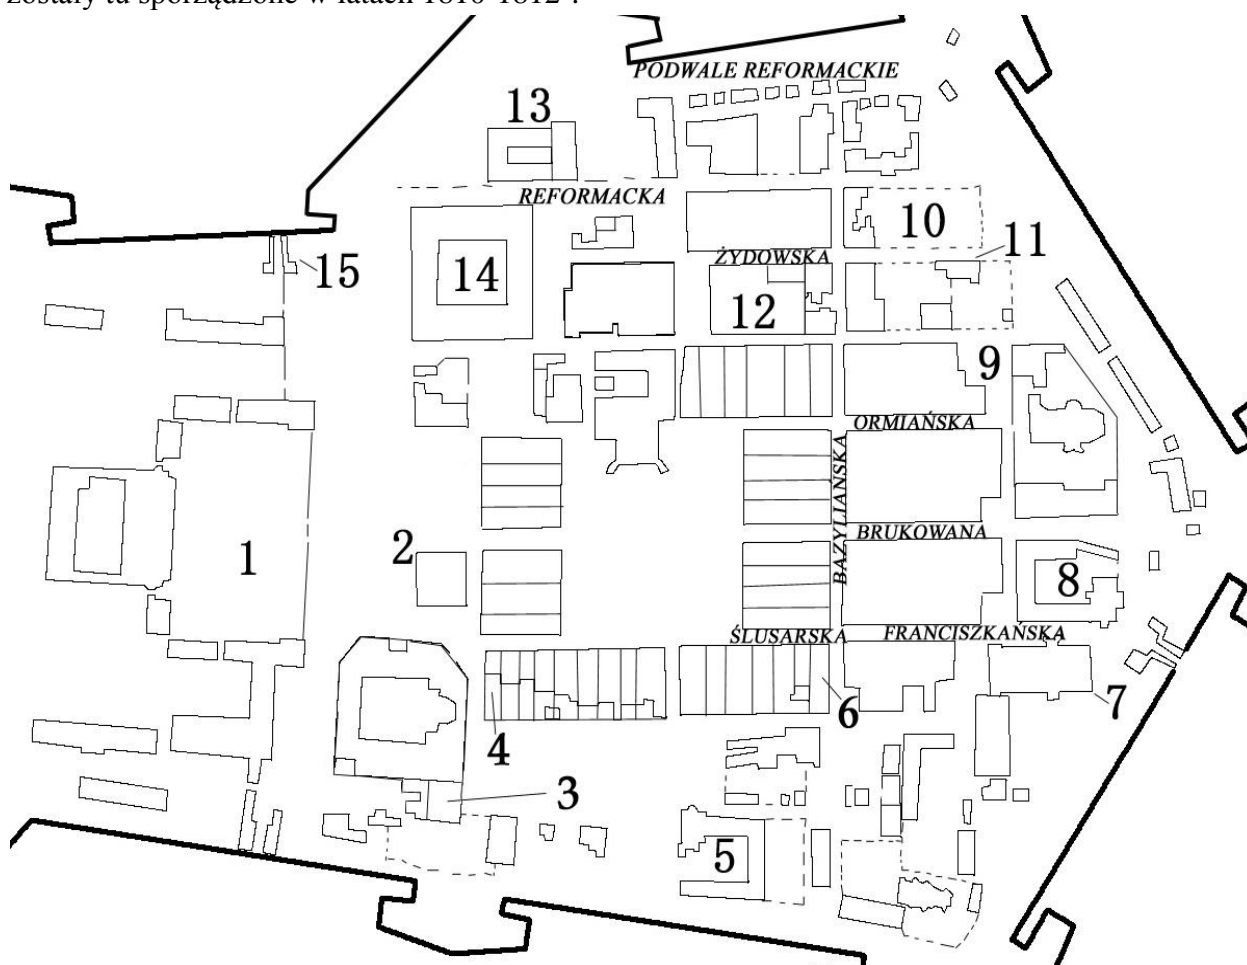 zostały tu sporządzone w latach 1810-1812".
PODWALE REFORMACKIE
13
REFORMACKA
10
11
ŻYDOWSKA
15
14
12
9
ORMIAŃSKA
BAZYLIAŃSKA
BRUKOWANA
1
2
8
ŚLUSARSKA
FRANCISZKAŃSKA
7
6
4
3
5